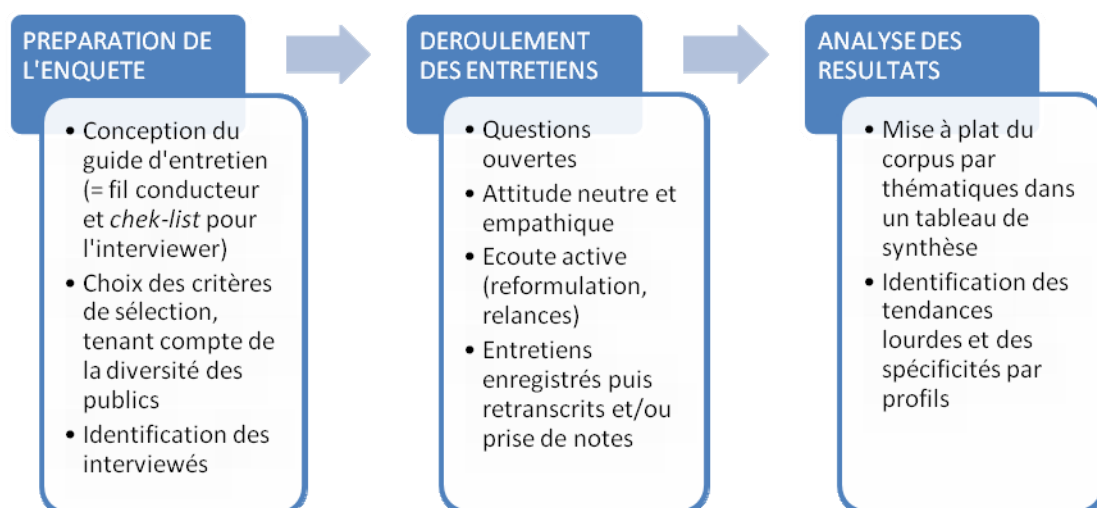 PREPARATION DE
L'ENQUETE
• Conception du
guide d'entretien
(= fil conducteur
et chek-list pour
l'interviewer)
• Choix des critères
de sélection,
tenant compte de
la diversité des
publics
• Identification des
interviewés
DEROULEMENT
DES ENTRETIENS
• Questions
ouvertes
• Attitude neutre et
empathique
• Ecoute active
(reformulation,
relances)
• Entretiens
enregistrés puis
retranscrits et/ou
prise de notes
ANALYSE DES
RESULTATS
• Mise à plat du
corpus par
thématiques dans
un tableau de
synthèse
• Identification des
tendances
lourdes et des
spécificités par
profils